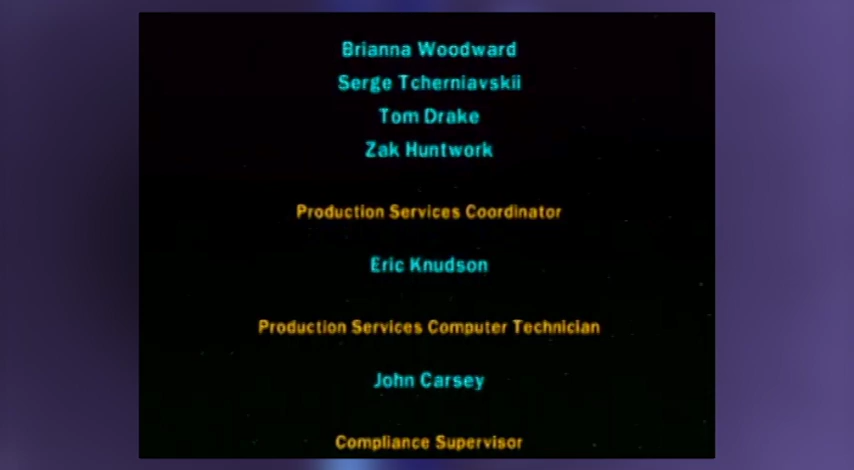 Brianna Woodward
Serge Tcherniavskii
Tom Drake
Zak Huntwork
Production Services Coordinator
Eric Knudson
Production Services Computer Technician
John Carsey
Compliance Supervisor